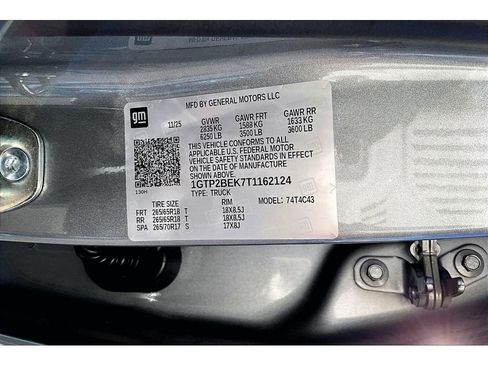 gm
MFD BY GENERAL MOTORS LLC
11/25
GVWR GAWR FRT GAWR RR
2835 KG 1588 KG 1633 KG
6250 LB 3500 LB 3600 LB
THIS VEHICLE CONFORMS TO ALL
APPLICABLE U.S. FEDERAL MOTOR
VEHICLE SAFETY STANDARDS IN EFFECT
ON THE DATE OF MANUFACTURE
SHOWN ABOVE.
130H
1GTP2BEK7T1162124
TYPE: TRUCK
MODEL: 74T4C43
TIRE SIZE RIM
FRT 265/65R18 T 18X8.5J
RR 265/65R18 T 18X8.5J
SPA 265/70R17 S 17X8J